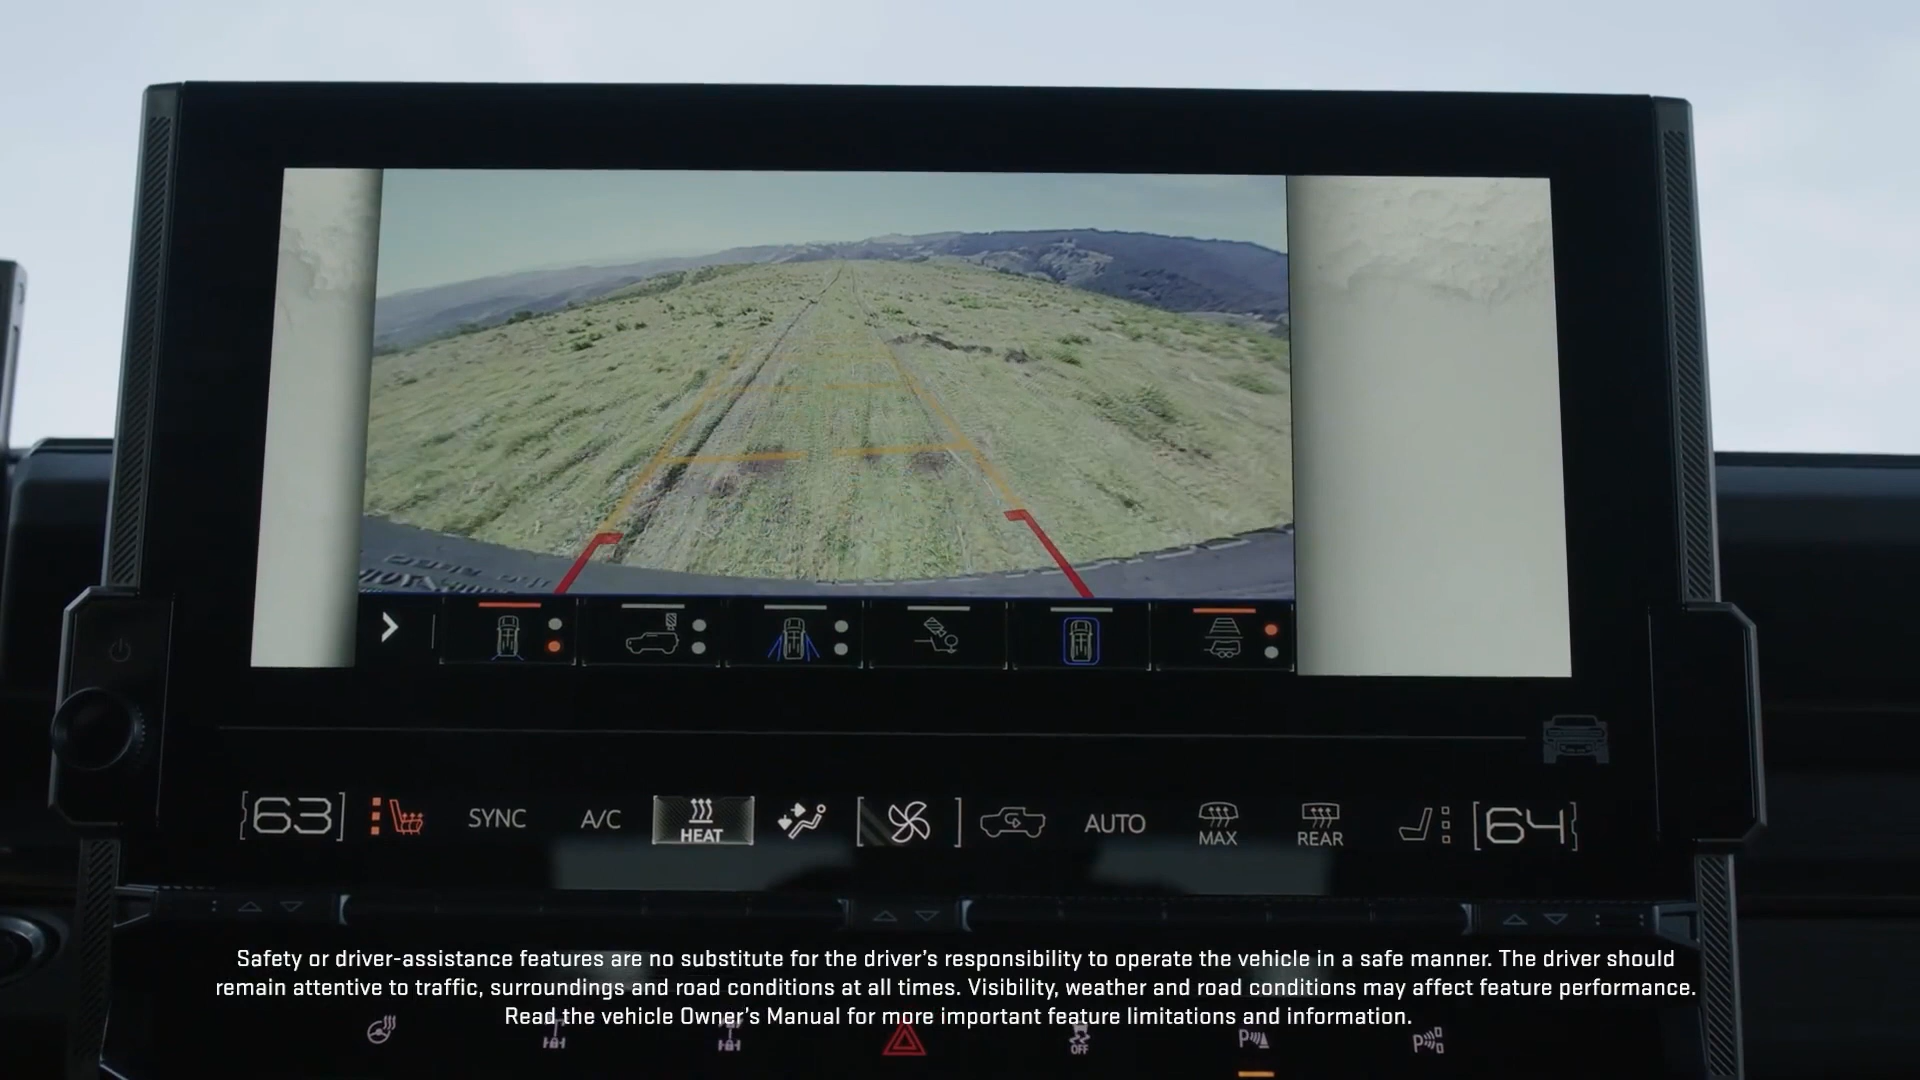 [63] SYNC A/C HEAT AUTO MAX REAR [64]
Safety or driver-assistance features are no substitute for the driver's responsibility to operate the vehicle in a safe manner. The driver should
remain attentive to traffic, surroundings and road conditions at all times. Visibility, weather and road conditions may affect feature performance.
Read the vehicle Owner's Manual for more important feature limitations and information.
OFF P P